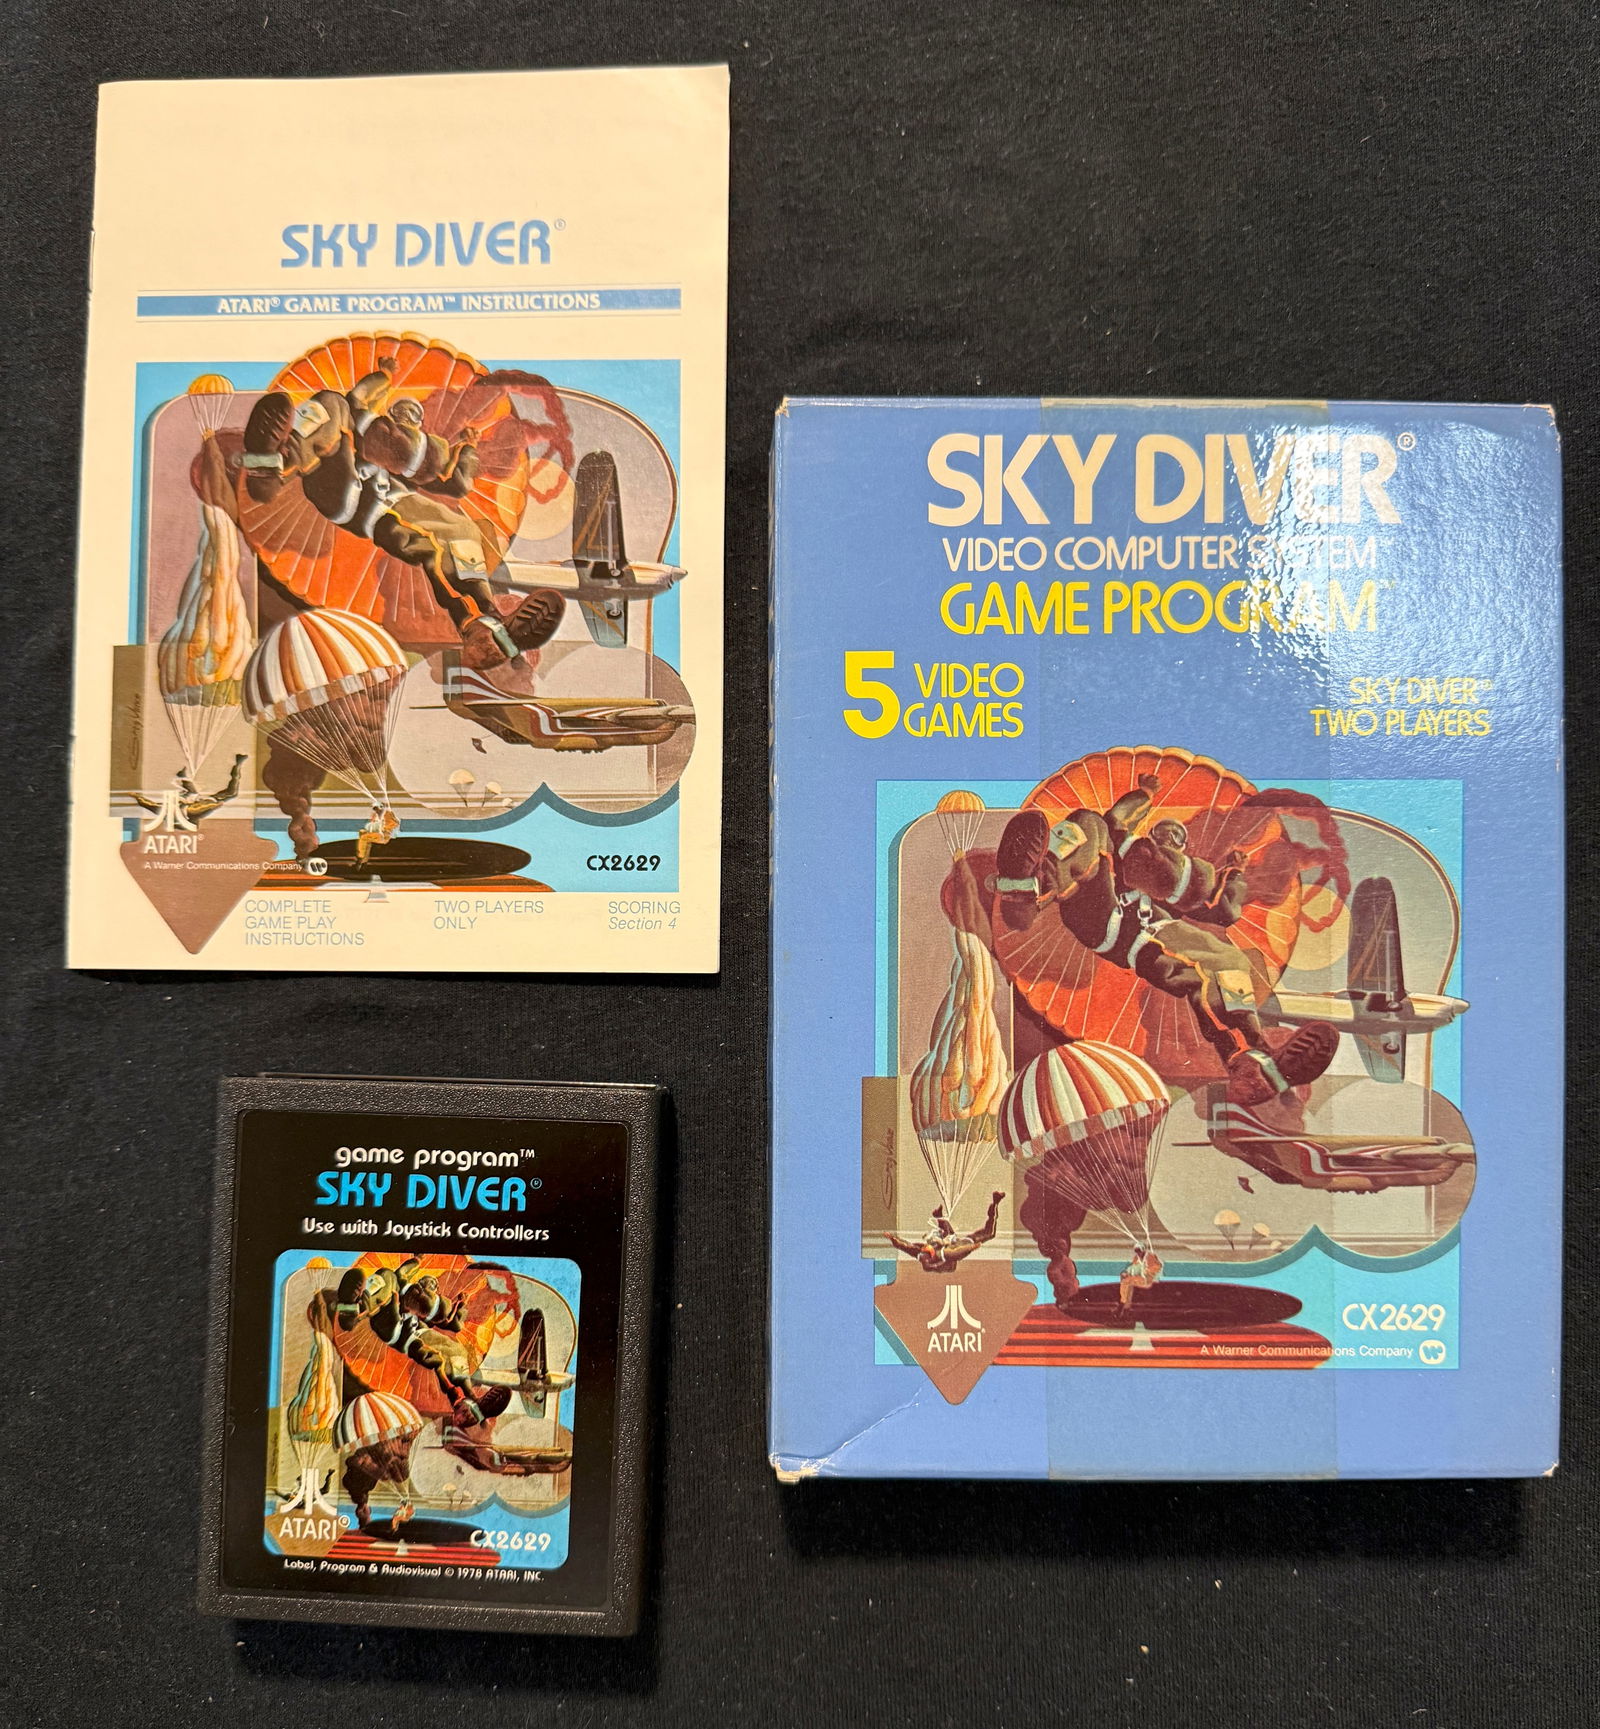 SKY DIVER®
ATARI® GAME PROGRAM™ INSTRUCTIONS
ATARI®
A Warner Communications Company
CX2629
COMPLETE
GAME PLAY
INSTRUCTIONS
TWO PLAYERS
ONLY
SCORING
Section 4
SKY DIVER®
VIDEO COMPUTER SYSTEM™
GAME PROGRAM™
5 VIDEO
GAMES
SKY DIVER™
TWO PLAYERS
ATARI®
CX2629
A Warner Communications Company
game program™
SKY DIVER®
Use with Joystick Controllers
ATARI®
CX2629
Label, Program & Audiovisual © 1978 ATARI, INC.